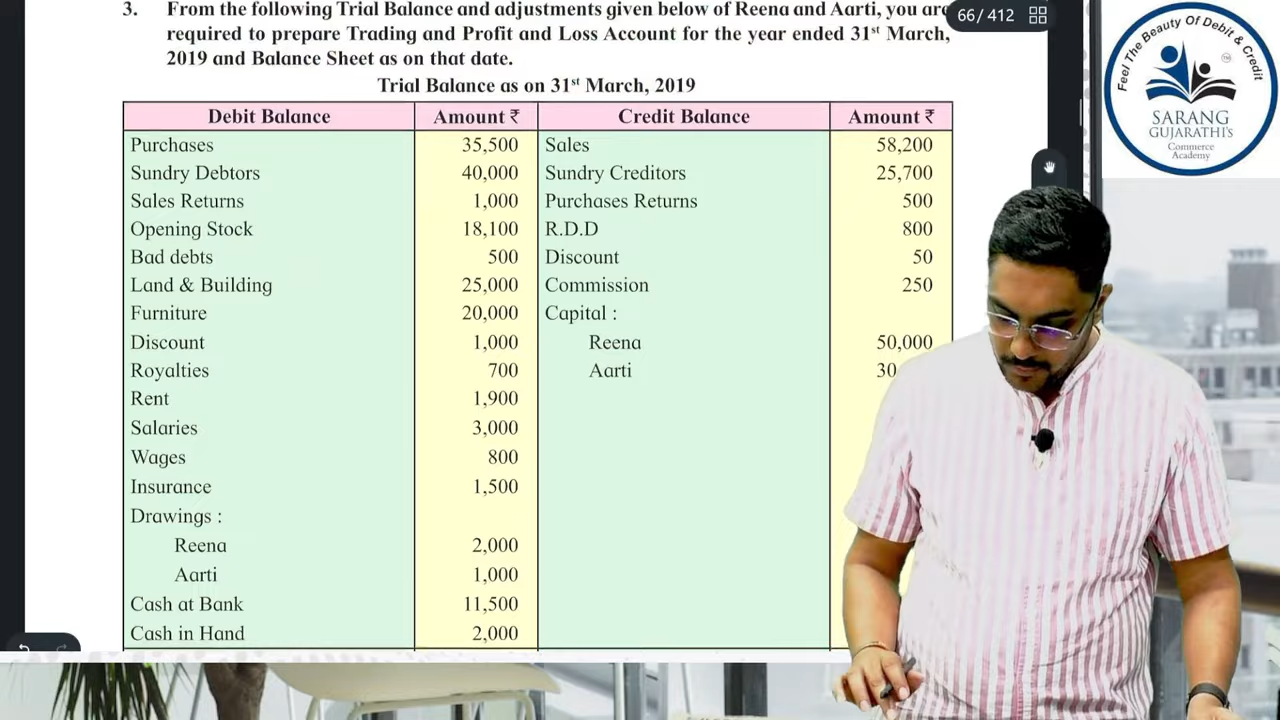 3. From the following Trial Balance and adjustments given below of Reena and Aarti, you are
required to prepare Trading and Profit and Loss Account for the year ended 31st March,
2019 and Balance Sheet as on that date.
66/ 412
Trial Balance as on 31st March, 2019
Debit Balance Amount ₹ Credit Balance Amount ₹
Purchases 35,500 Sales 58,200
Sundry Debtors 40,000 Sundry Creditors 25,700
Sales Returns 1,000 Purchases Returns 500
Opening Stock 18,100 R.D.D 800
Bad debts 500 Discount 50
Land & Building 25,000 Commission 250
Furniture 20,000 Capital :
Discount 1,000 Reena 50,000
Royalties 700 Aarti 30
Rent 1,900
Salaries 3,000
Wages 800
Insurance 1,500
Drawings :
Reena 2,000
Aarti 1,000
Cash at Bank 11,500
Cash in Hand 2,000
Feel The Beauty Of Debit & Credit
TM
SARANG
GUJARATHI'S
Commerce
Academy